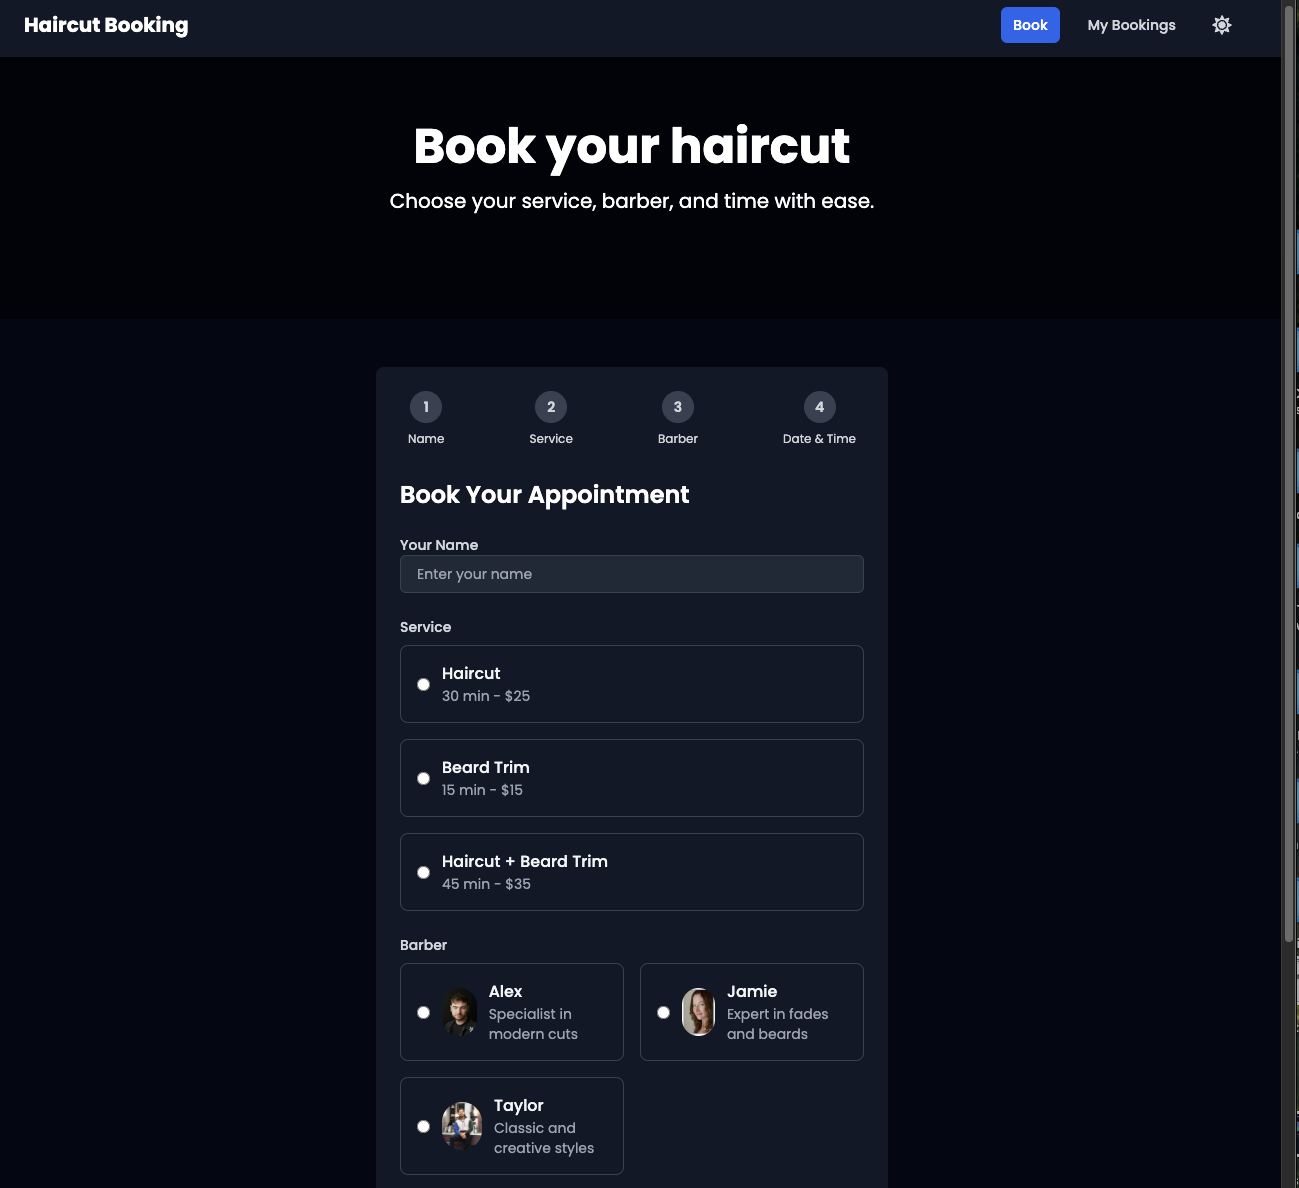 Haircut Booking
Book
My Bookings
Book your haircut
Choose your service, barber, and time with ease.
1
2
3
4
Name
Service
Barber
Date & Time
Book Your Appointment
Your Name
Enter your name
Service
Haircut
30 min - $25
Beard Trim
15 min - $15
Haircut + Beard Trim
45 min - $35
Barber
Alex
Specialist in
modern cuts
Jamie
Expert in fades
and beards
Taylor
Classic and
creative styles